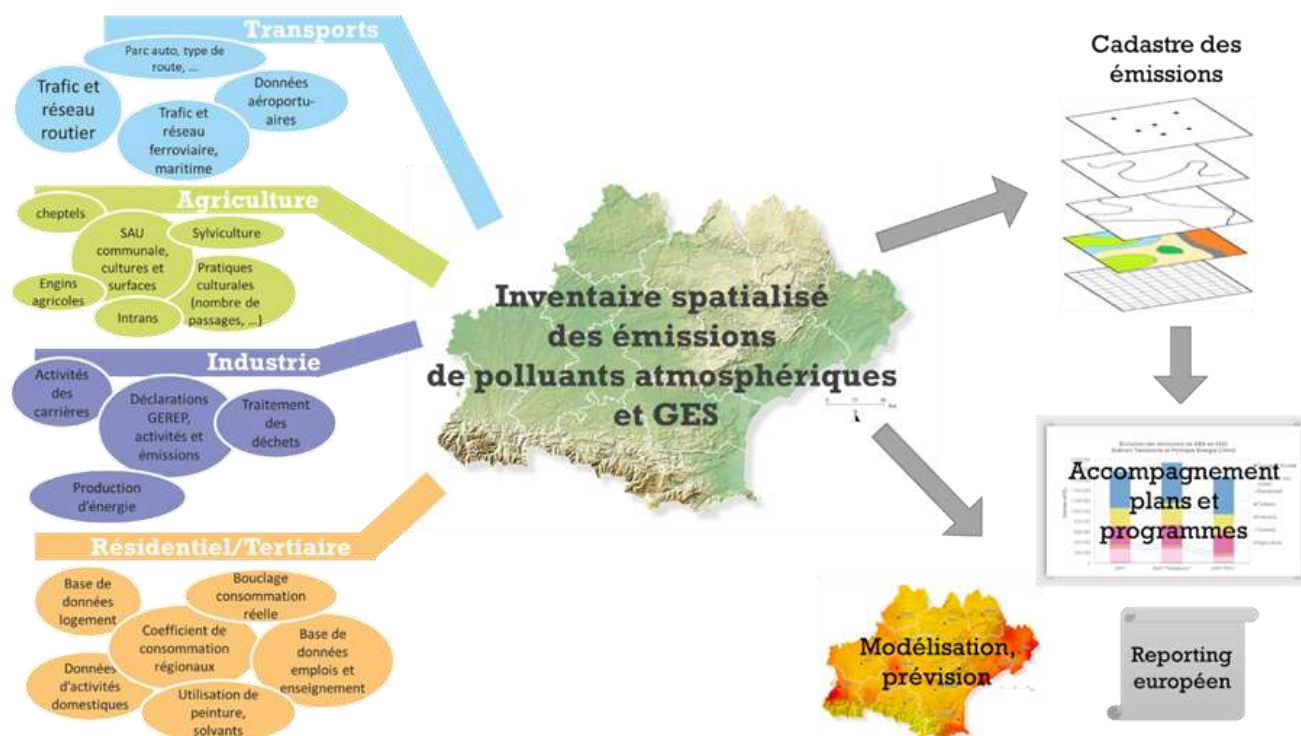 Transports
Parc auto, type de
route, ...
Trafic et
réseau
routier
Données
aéroportu-
aires
Trafic et
réseau
ferroviaire,
maritime
Agriculture
cheptels
SAU
communale,
cultures et
surfaces
Sylviculture
Engins
agricoles
Pratiques
culturales
(nombre de
passages, ...)
Intrans
Industrie
Activités
des
carrières
Déclarations
GEREP,
activités et
émissions
Traitement
des
déchets
Production
d'énergie
Résidentiel/Tertiaire
Base de
données
logement
Bouclage
consommation
réelle
Coefficient de
consommation
régionaux
Base de
données
emplois et
enseignement
Données
d'activités
domestiques
Utilisation de
peinture,
solvants
Inventaire spatialisé
des émissions
de polluants atmosphériques
et GES
Cadastre des
émissions
Accompagnement
plans et
programmes
Modélisation,
prévision
Reporting
européen